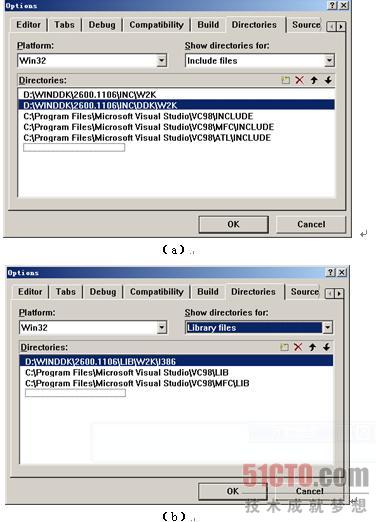 Options
Editor Tabs Debug Compatibility Build Directories Source
Platform: Show directories for:
Win32 Include files
Directories:
D:\WINDDK\2600.1106\INC\W2K
D:\WINDDK\2600.1106\INC\DDK\W2K
C:\Program Files\Microsoft Visual Studio\VC98\INCLUDE
C:\Program Files\Microsoft Visual Studio\VC98\MFC\INCLUDE
C:\Program Files\Microsoft Visual Studio\VC98\ATL\INCLUDE
OK Cancel
(a)
Options
Editor Tabs Debug Compatibility Build Directories Source
Platform: Show directories for:
Win32 Library files
Directories:
D:\WINDDK\2600.1106\LIB\W2K\I386
C:\Program Files\Microsoft Visual Studio\VC98\LIB
C:\Program Files\Microsoft Visual Studio\VC98\MFC\LIB
OK Cancel
51CTO.com
技术成就梦想
(b)